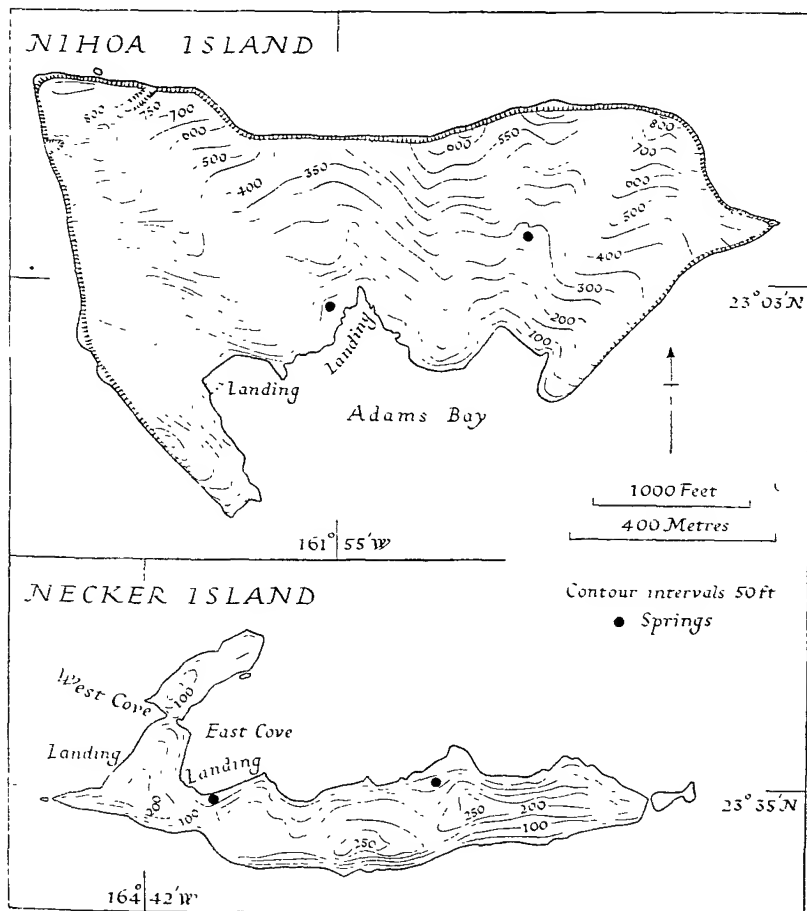 NIHOA ISLAND
800
750
700
600
500
400
350
600
550
800
700
600
500
400
300
200
100
23° 03'N
Landing
Landing
Adams Bay
1000 Feet
400 Metres
161° 55'W
NECKER ISLAND
Contour intervals 50ft
Springs
West Cove
100
East Cove
Landing
Landing
200
100
250
250
200
100
23° 35'N
164° 42'W